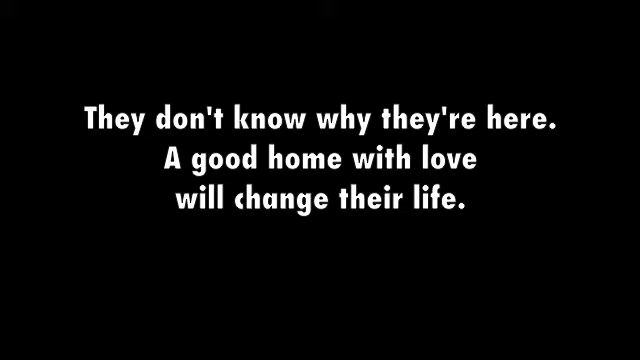 They don't know why they're here.
A good home with love
will change their life.